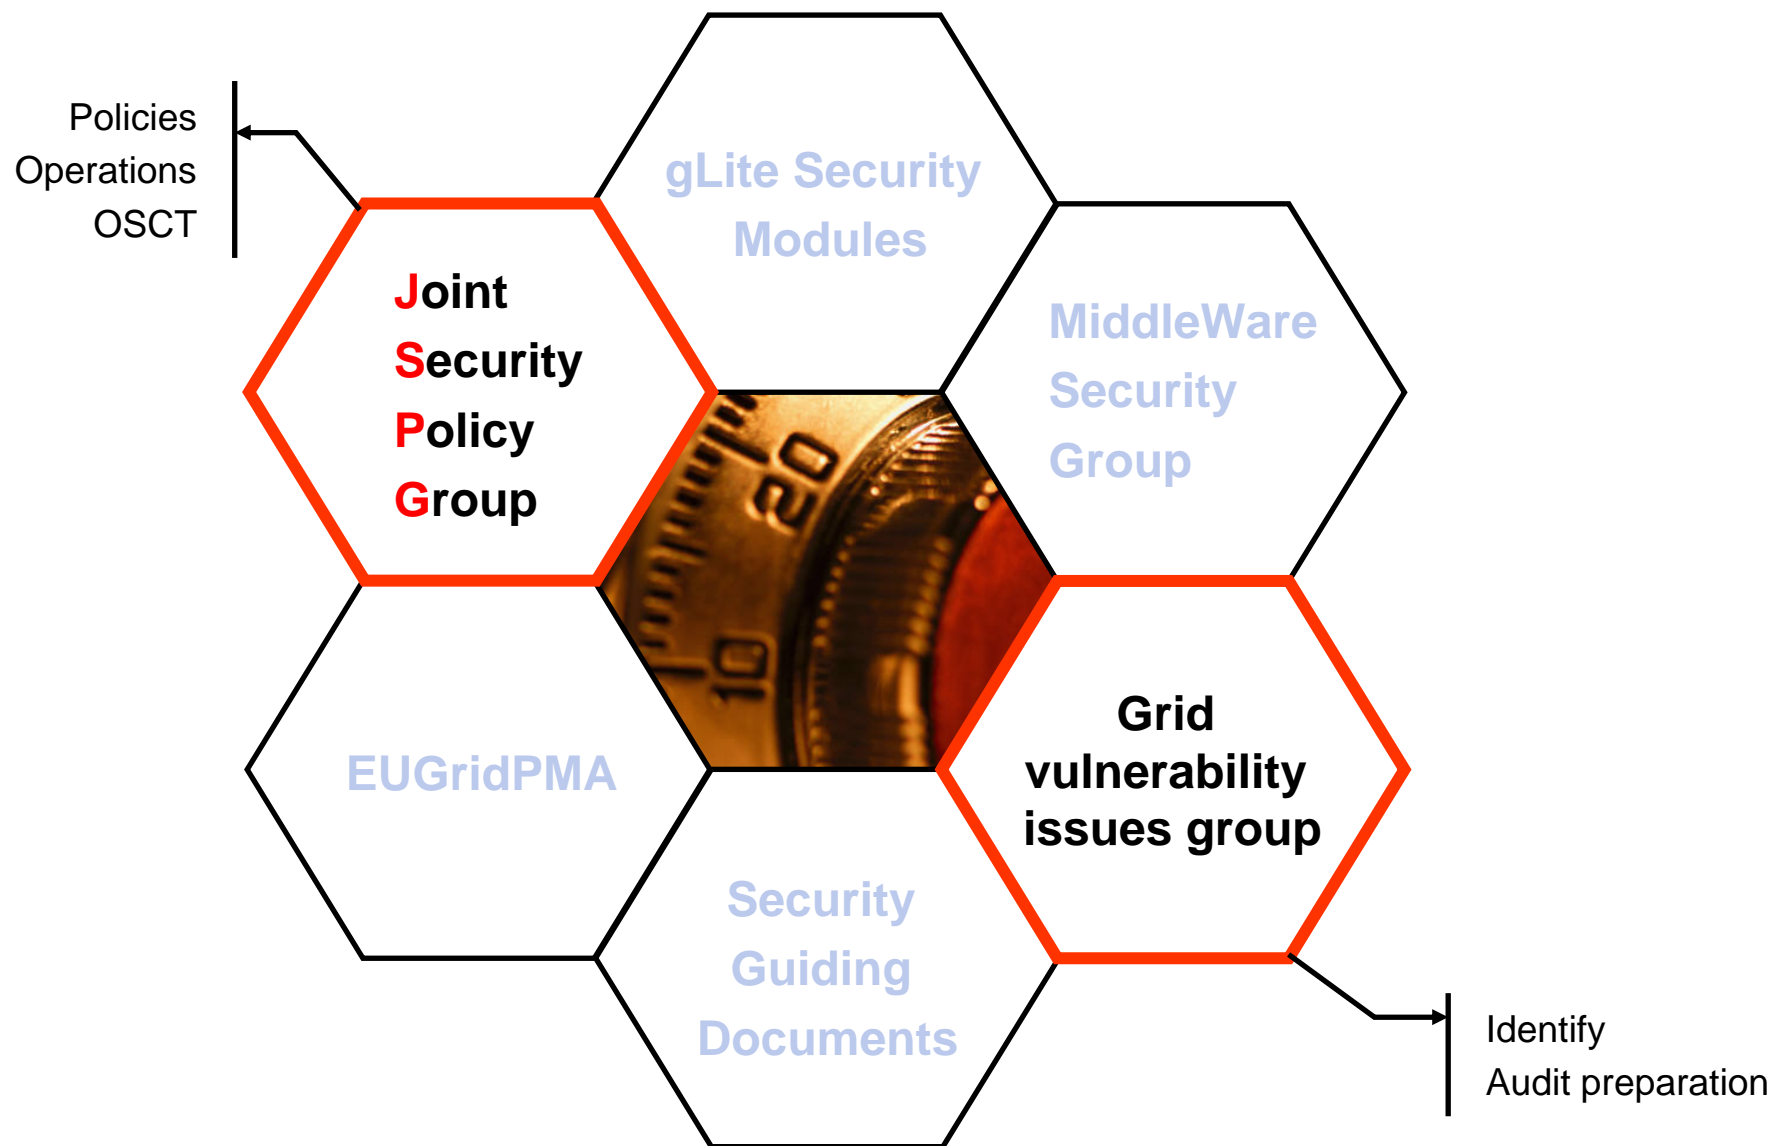 Policies
Operations
OSCT
gLite Security
Modules
Joint
Security
Policy
Group
MiddleWare
Security
Group
20
10
EUGridPMA
Grid
vulnerability
issues group
Security
Guiding
Documents
Identify
Audit preparation